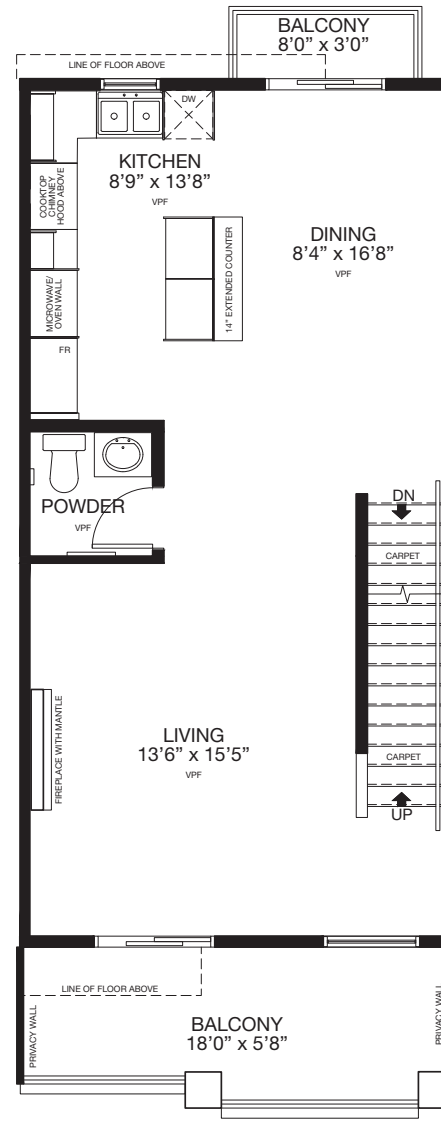 BALCONY
8'0" x 3'0"
LINE OF FLOOR ABOVE
DW
KITCHEN
8'9" x 13'8"
VPF
COOKTOP
CHIMNEY
HOOD ABOVE
DINING
8'4" x 16'8"
VPF
14" EXTENDED COUNTER
MICROWAVE/
OVEN WALL
FR
POWDER
VPF
DN
CARPET
FIREPLACE WITH MANTLE
LIVING
13'6" x 15'5"
VPF
CARPET
UP
LINE OF FLOOR ABOVE
PRIVACY WALL
BALCONY
18'0" x 5'8"
PRIVACY WALL